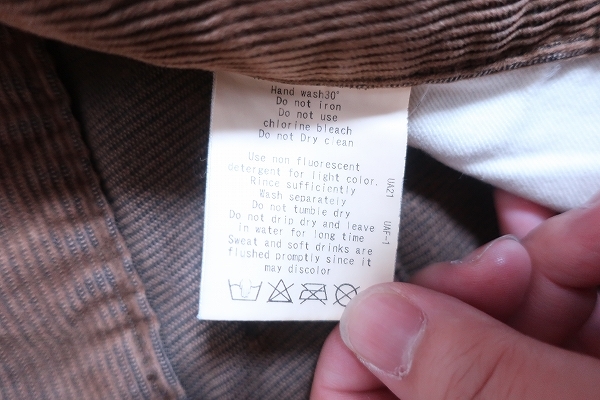 Hand wash30°
Do not iron
Do not use
chlorine bleach
Do not Dry clean
Use non fluorescent
detergent for light color.
Rince sufficiently
Wash separately
Do not tumble dry
Do not drip dry and leave
in water for long time
Sweat and soft drinks are
flushed promptly since it
may discolor
UA21
UAF-1